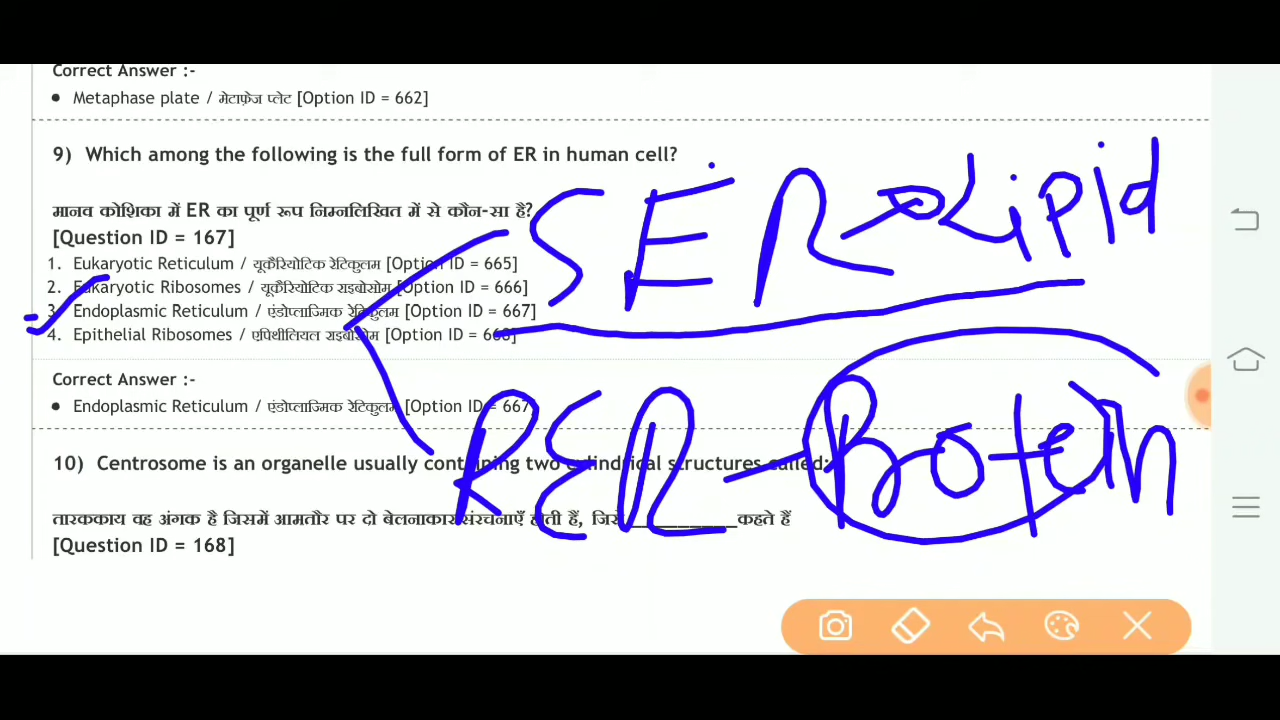 Correct Answer :-
• Metaphase plate / मेटाफ़ेज प्लेट [Option ID = 662]
9) Which among the following is the full form of ER in human cell?
मानव कोशिका में ER का पूर्ण रूप निम्नलिखित में से कौन-सा है?
[Question ID = 167]
1. Eukaryotic Reticulum / यूकैरियोटिक रेटिकुलम [Option ID = 665]
2. Eukaryotic Ribosomes / यूकैरियोटिक राइबोसोम [Option ID = 666]
3. Endoplasmic Reticulum / एंडोप्लाज्मिक रेटिकुलम [Option ID = 667]
4. Epithelial Ribosomes / एपिथीलियल राइबोसोम [Option ID = 668]
SER Lipid
Correct Answer :-
• Endoplasmic Reticulum / एंडोप्लाज्मिक रेटिकुलम [Option ID = 667
RER - Protein
10) Centrosome is an organelle usually containing two cylindrical structures called:
तारककाय वह अंगक है जिसमें आमतौर पर दो बेलनाकार संरचनाएँ होती हैं, जिसे __________कहते हैं
[Question ID = 168]